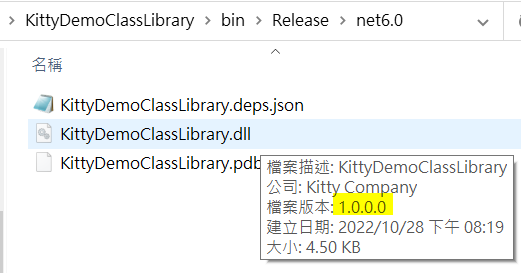 KittyDemoClassLibrary > bin > Release > net6.0
名稱
KittyDemoClassLibrary.deps.json
KittyDemoClassLibrary.dll
KittyDemoClassLibrary.pdb
檔案描述: KittyDemoClassLibrary
公司: Kitty Company
檔案版本: 1.0.0.0
建立日期: 2022/10/28 下午 08:19
大小: 4.50 KB